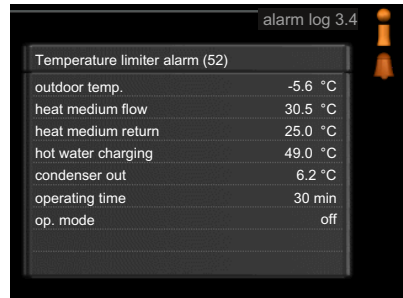 alarm log 3.4
Temperature limiter alarm (52)
outdoor temp. -5.6 °C
heat medium flow 30.5 °C
heat medium return 25.0 °C
hot water charging 49.0 °C
condenser out 6.2 °C
operating time 30 min
op. mode off